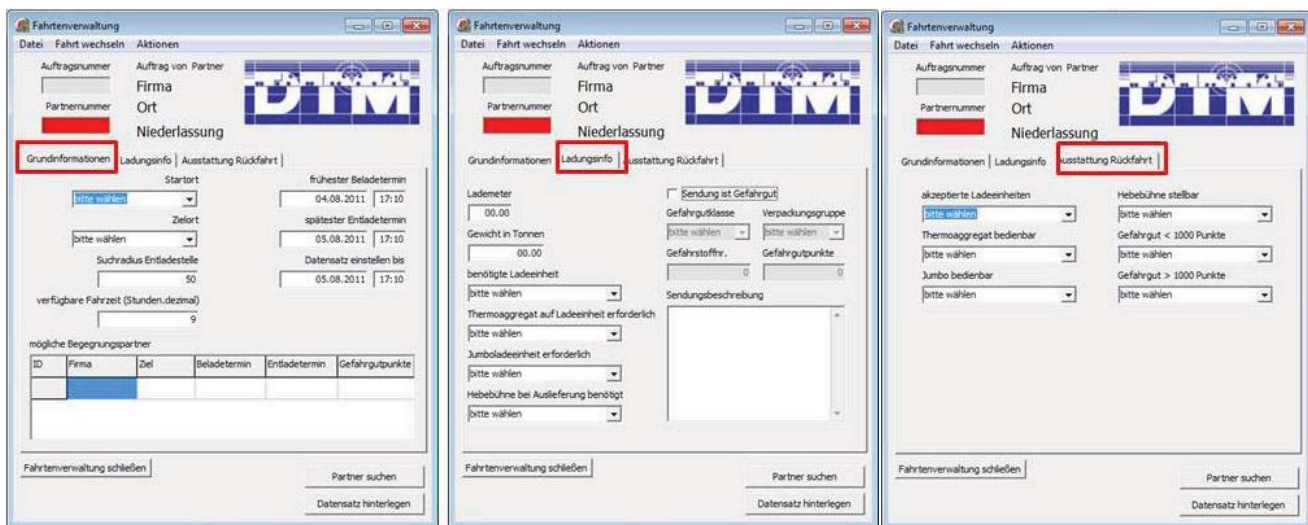 Fahrtenverwaltung
Datei Fahrt wechseln Aktionen
Auftragsnummer Auftrag von Partner
Firma
Partnernummer Ort
Niederlassung
DTM
Grundinformationen Ladungsinfo Ausstattung Rückfahrt
Startort frühester Beladetermin
bitte wählen 04.08.2011 17:10
Zielort spätester Entladetermin
bitte wählen 05.08.2011 17:10
Suchradius Entladestelle Datensatz einstellen bis
50 05.08.2011 17:10
verfügbare Fahrzeit (Stunden.dezimal)
9
mögliche Begegnungspartner
ID Firma Ziel Beladetermin Entladetermin Gefahrgutpunkte
Fahrtenverwaltung schließen
Partner suchen
Datensatz hinterlegen
Fahrtenverwaltung
Datei Fahrt wechseln Aktionen
Auftragsnummer Auftrag von Partner
Firma
Partnernummer Ort
Niederlassung
DTM
Grundinformationen Ladungsinfo Ausstattung Rückfahrt
Lademeter Sendung ist Gefahrgut
00.00 Gefahrgutklasse Verpackungsgruppe
Gewicht in Tonnen bitte wählen bitte wählen
00.00 Gefahrstoffnr. Gefahrgutpunkte
benötigte Ladeeinheit 0 0
bitte wählen Sendungsbeschreibung
Thermoaggregat auf Ladeeinheit erforderlich
bitte wählen
Jumboladeeinheit erforderlich
bitte wählen
Hebebühne bei Auslieferung benötigt
bitte wählen
Fahrtenverwaltung schließen
Partner suchen
Datensatz hinterlegen
Fahrtenverwaltung
Datei Fahrt wechseln Aktionen
Auftragsnummer Auftrag von Partner
Firma
Partnernummer Ort
Niederlassung
DTM
Grundinformationen Ladungsinfo Ausstattung Rückfahrt
akzeptierte Ladeeinheiten Hebebühne stellbar
bitte wählen bitte wählen
Thermoaggregat bedienbar Gefahrgut < 1000 Punkte
bitte wählen bitte wählen
Jumbo bedienbar Gefahrgut > 1000 Punkte
bitte wählen bitte wählen
Fahrtenverwaltung schließen
Partner suchen
Datensatz hinterlegen